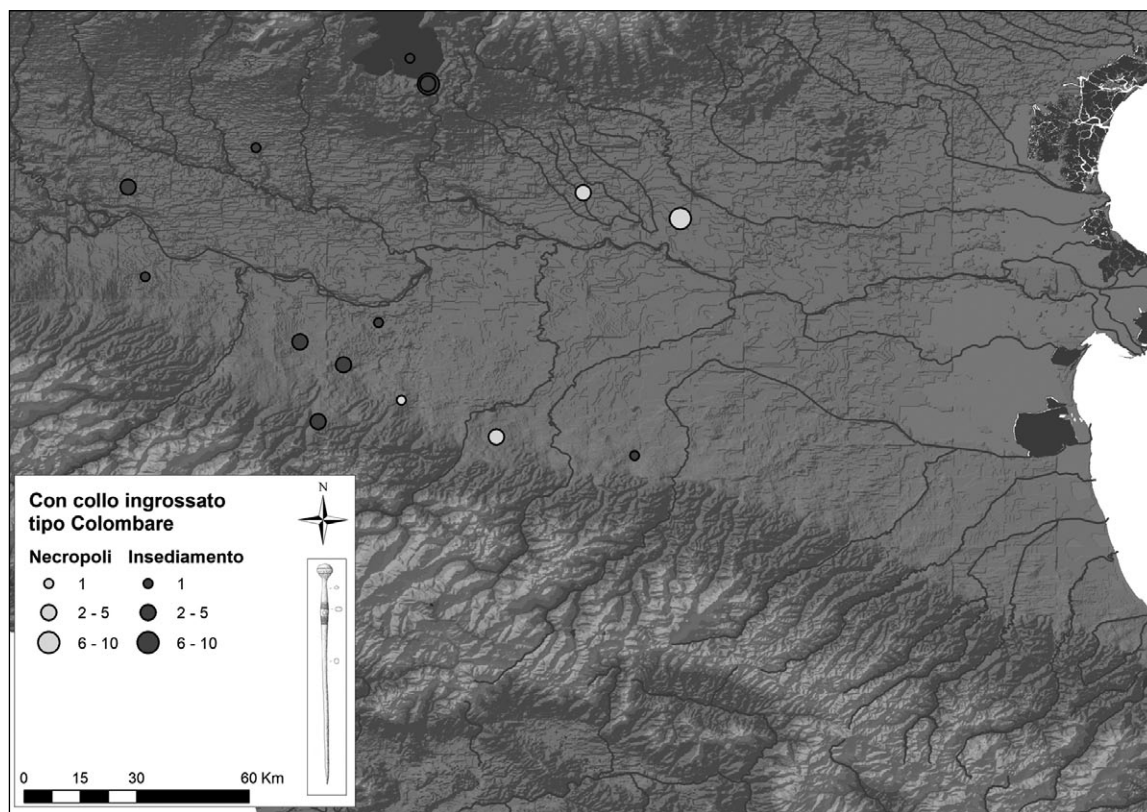 Con collo ingrossato
tipo Colombare
N
Necropoli Insediamento
1 1
2 - 5 2 - 5
6 - 10 6 - 10
0 15 30 60 Km